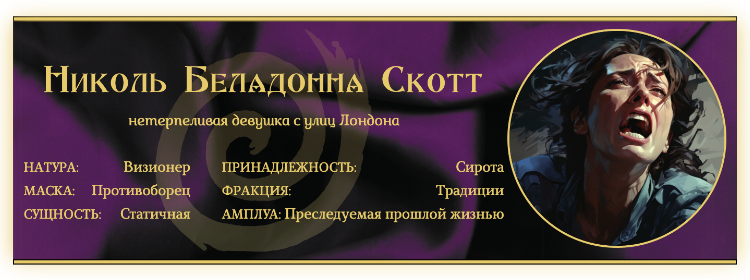 Николь Беладонна Скотт
нетерпеливая девушка с улиц Лондона
НАТУРА: Визионер ПРИНАДЛЕЖНОСТЬ: Сирота
МАСКА: Противоборец ФРАКЦИЯ: Традиции
СУЩНОСТЬ: Статичная АМПЛУА: Преследуемая прошлой жизнью